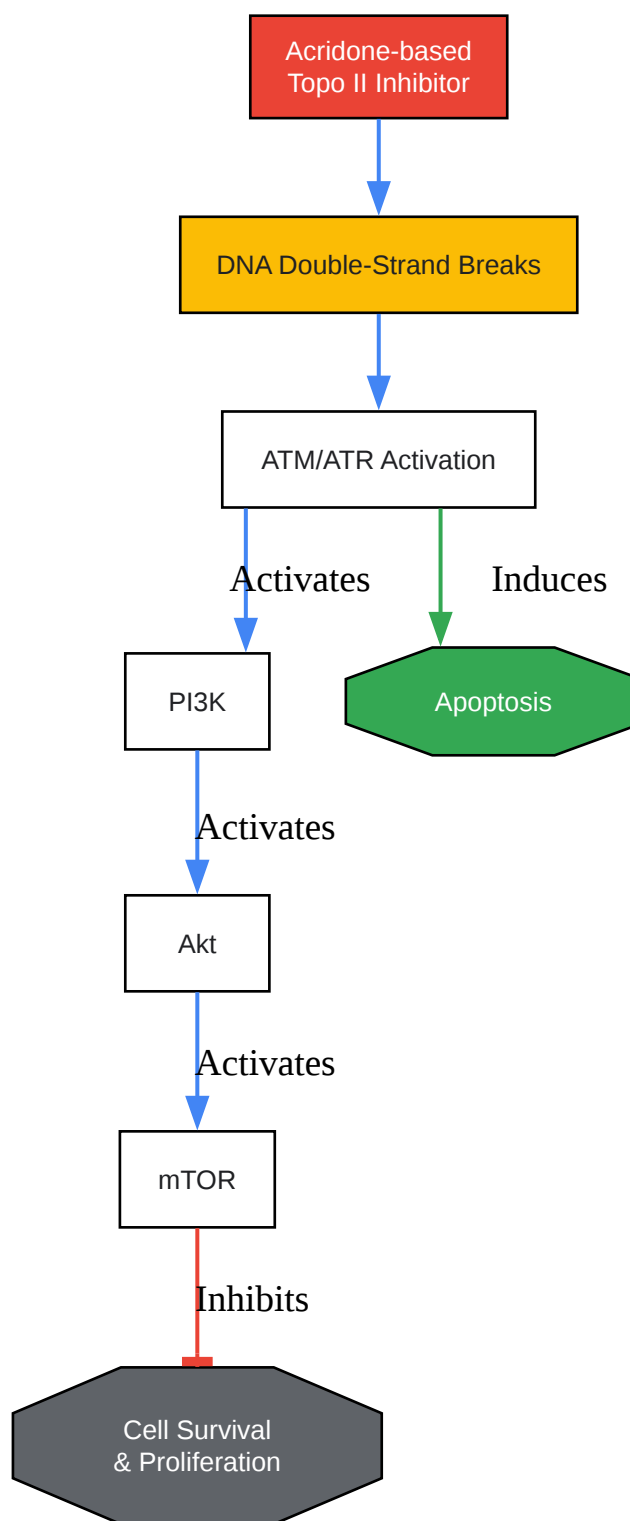 Acridone-based
Topo II Inhibitor
DNA Double-Strand Breaks
ATM/ATR Activation
Activates
Induces
PI3K
Apoptosis
Activates
Akt
Activates
mTOR
Inhibits
Cell Survival
& Proliferation